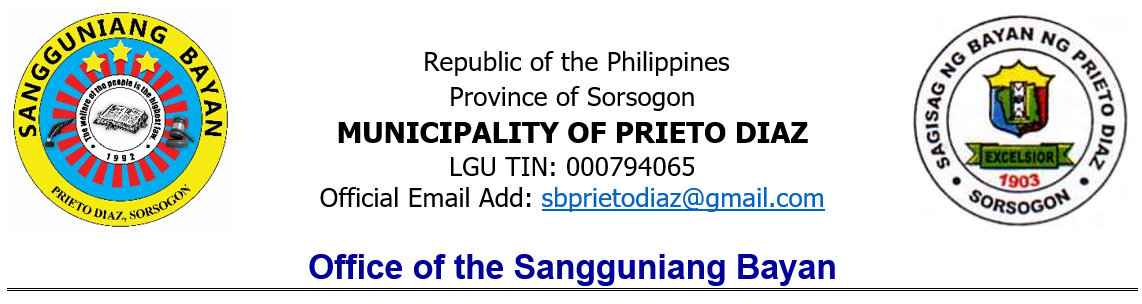 SANGGUNIANG BAYAN
The welfare of the people is the highest law.
• 1992 •
PRIETO DIAZ, SORSOGON
Republic of the Philippines
Province of Sorsogon
MUNICIPALITY OF PRIETO DIAZ
LGU TIN: 000794065
Official Email Add: sbprietodiaz@gmail.com
SAGISAG NG BAYAN NG PRIETO DIAZ
EXCELSIOR
1903
• SORSOGON •
Office of the Sangguniang Bayan